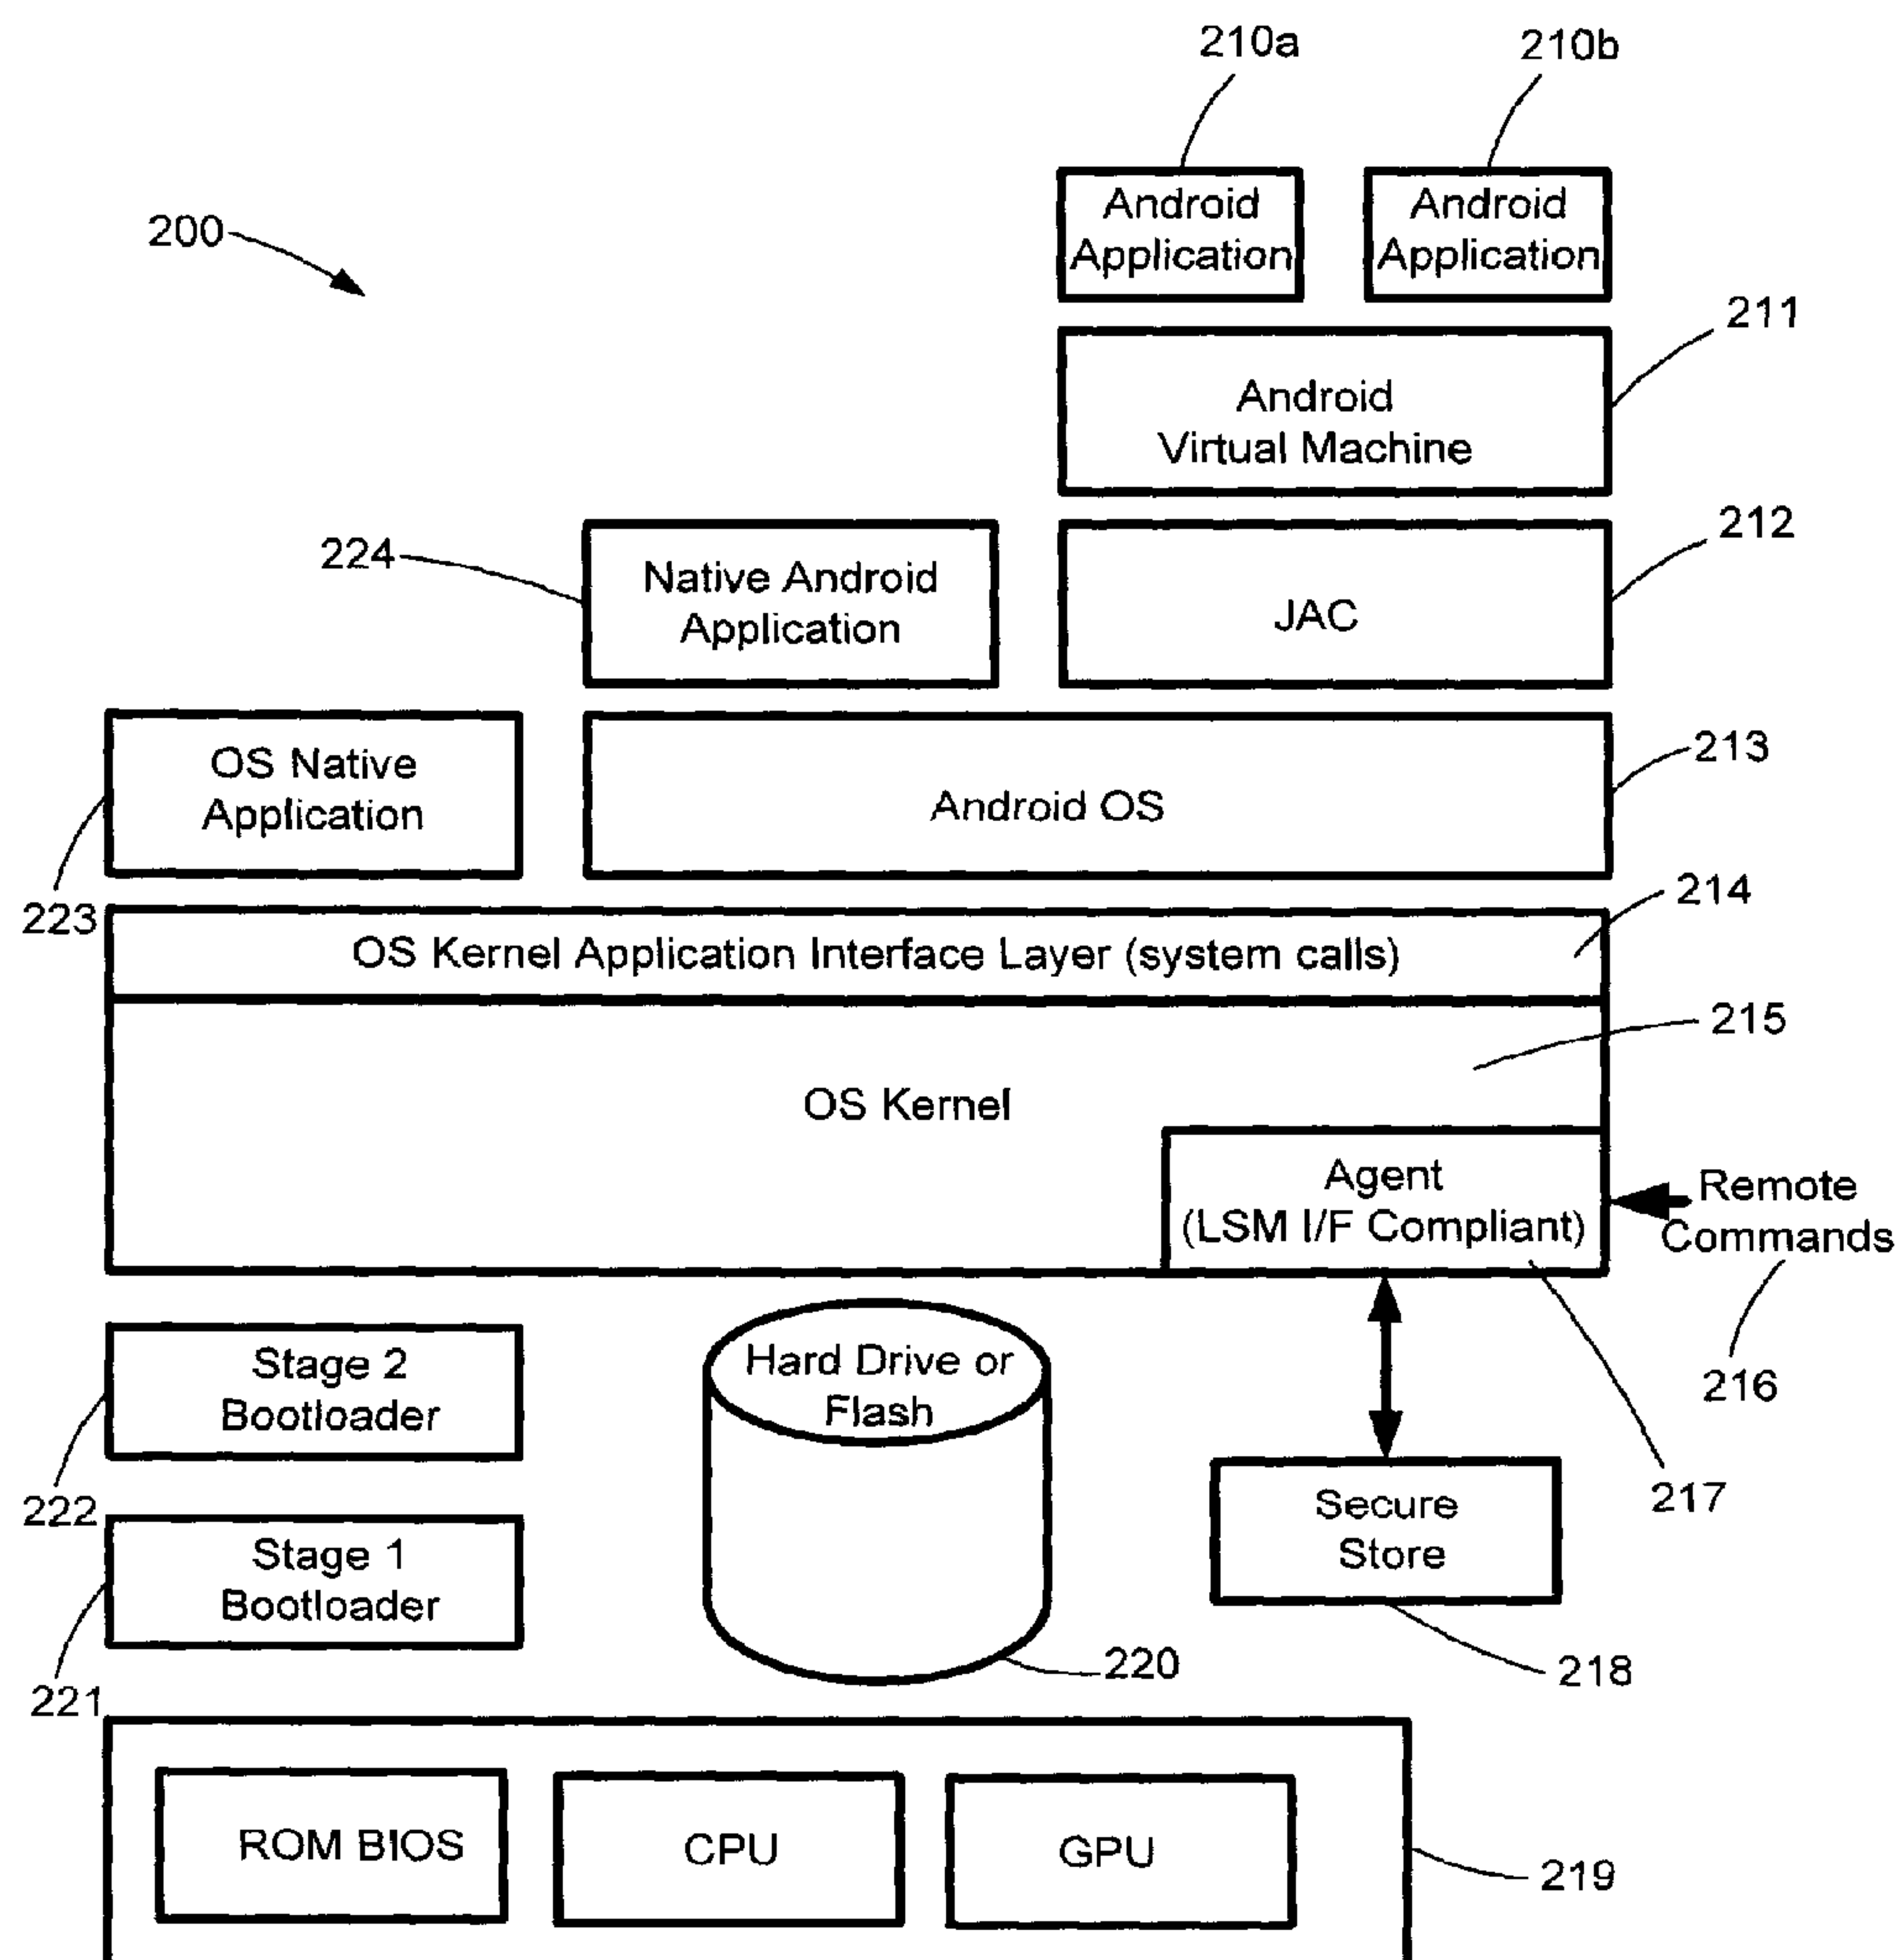 210a
210b
200
Android
Application
Android
Application
211
Android
Virtual Machine
212
224
Native Android
Application
JAC
213
OS Native
Application
Android OS
214
223
OS Kernel Application Interface Layer (system calls)
215
OS Kernel
Agent
(LSM I/F Compliant)
Remote
Commands
216
Stage 2
Bootloader
Hard Drive or
Flash
222
217
Secure
Store
Stage 1
Bootloader
220
218
221
ROM BIOS
CPU
GPU
219